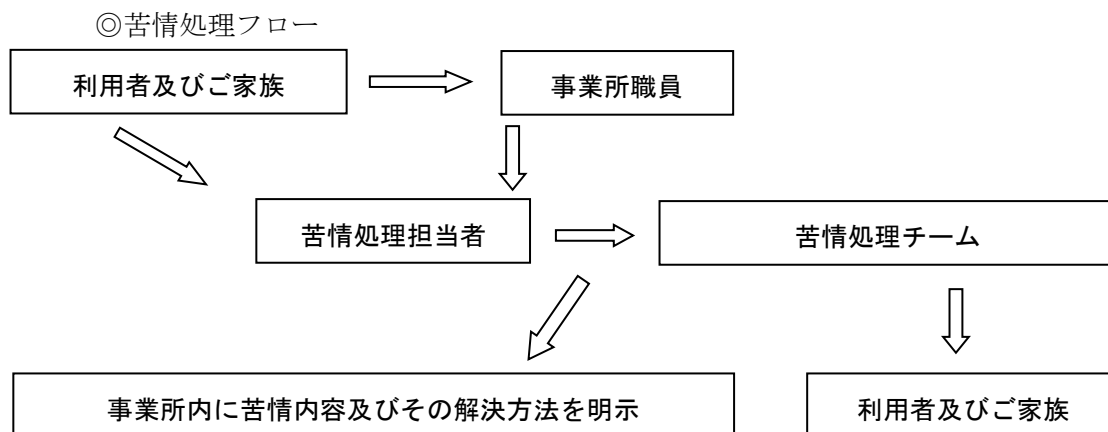 ◎苦情処理フロー
利用者及びご家族
事業所職員
苦情処理担当者
苦情処理チーム
事業所内に苦情内容及びその解決方法を明示
利用者及びご家族